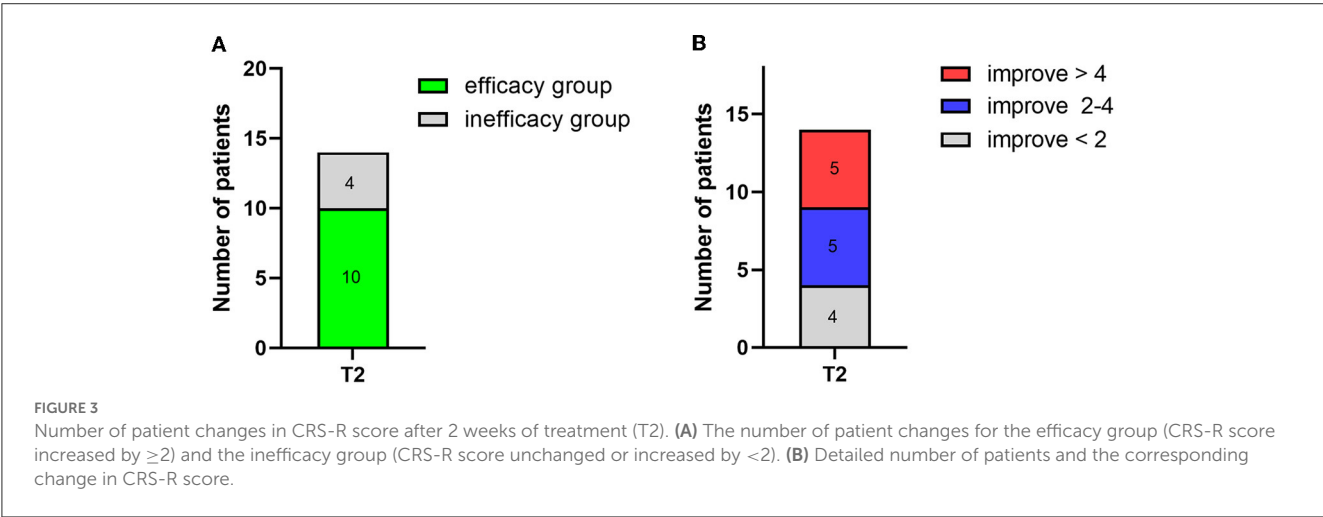 A
Number of patients
20
15
10
5
0
4
10
T2
efficacy group
inefficacy group
B
Number of patients
15
10
5
0
5
5
4
T2
improve > 4
improve 2-4
improve < 2
FIGURE 3
Number of patient changes in CRS-R score after 2 weeks of treatment (T2). (A) The number of patient changes for the efficacy group (CRS-R score
increased by ≥2) and the inefficacy group (CRS-R score unchanged or increased by <2). (B) Detailed number of patients and the corresponding
change in CRS-R score.